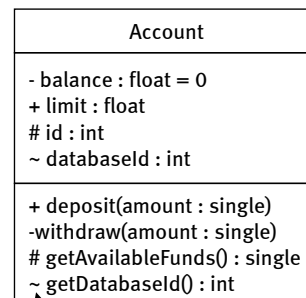 Account
- balance : float = 0
+ limit : float
# id : int
~ databaseId : int
+ deposit(amount : single)
-withdraw(amount : single)
# getAvailableFunds() : single
~ getDatabaseId() : int